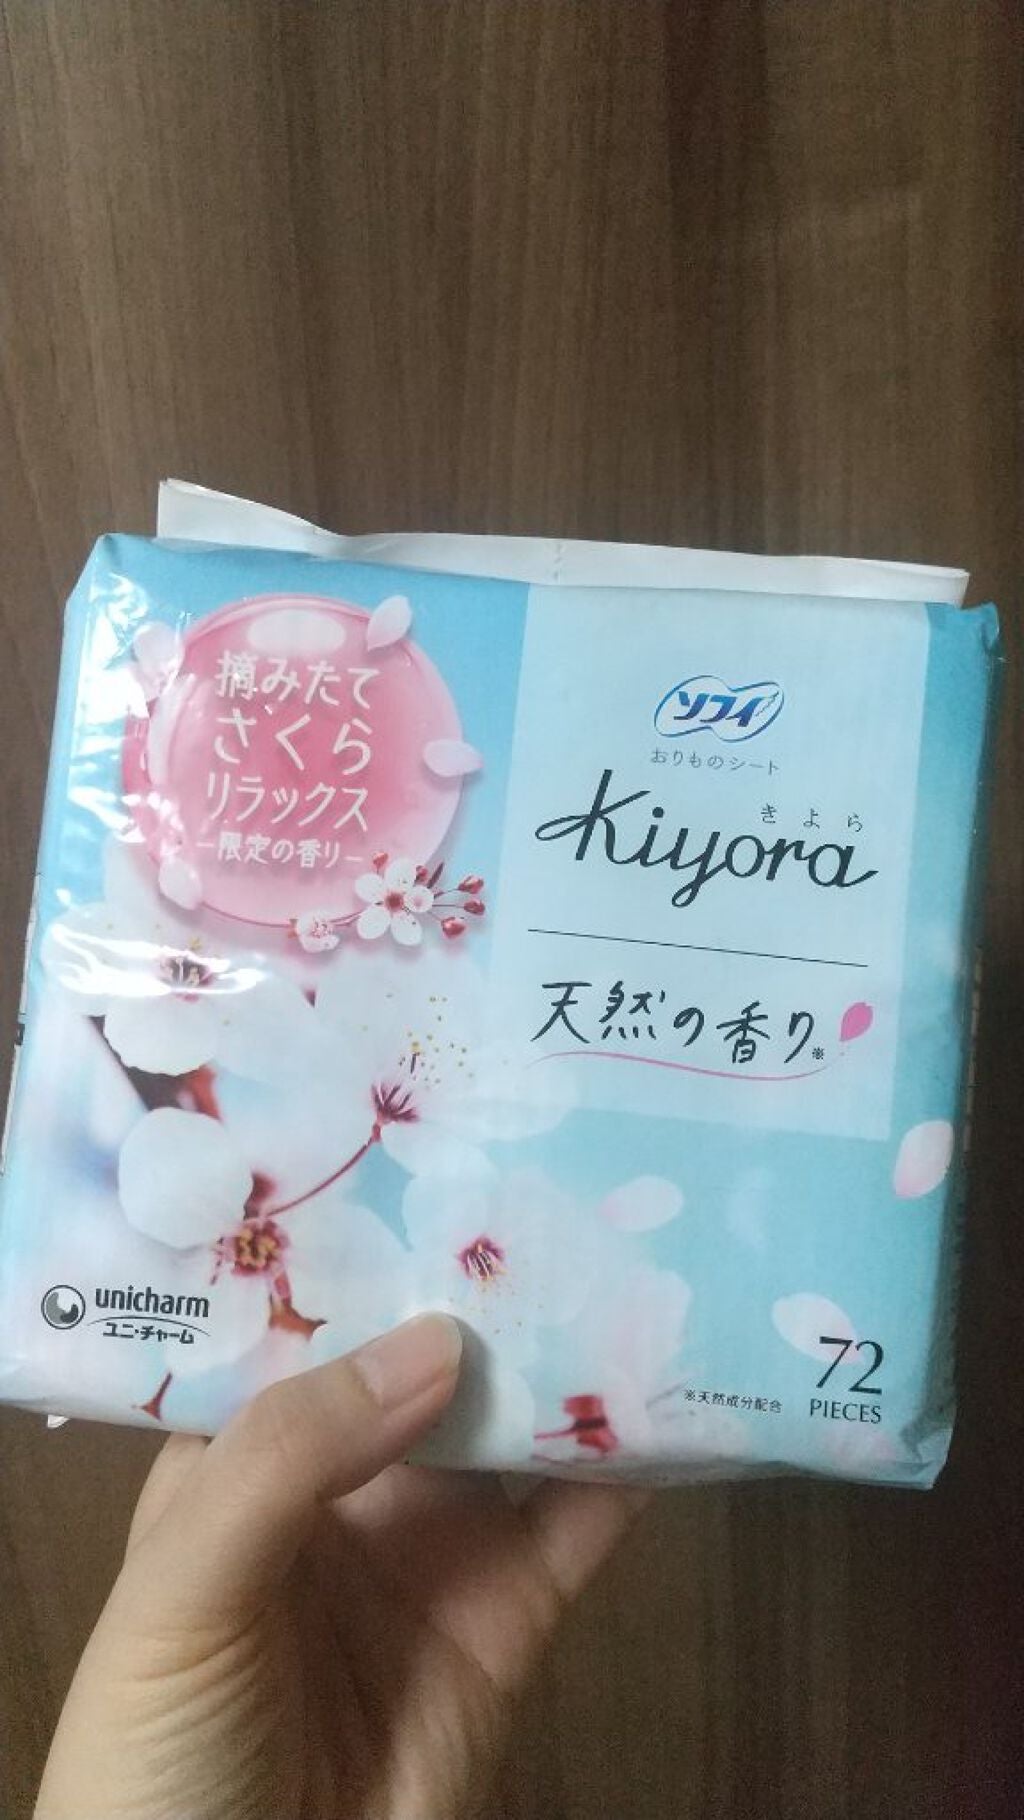 摘みたて
さくら
リラックス
－限定の香り－
ソフィ
おりものシート
きよら
Kiyora
天然の香り※
unicharm
ユニ・チャーム
72
※天然成分配合 PIECES